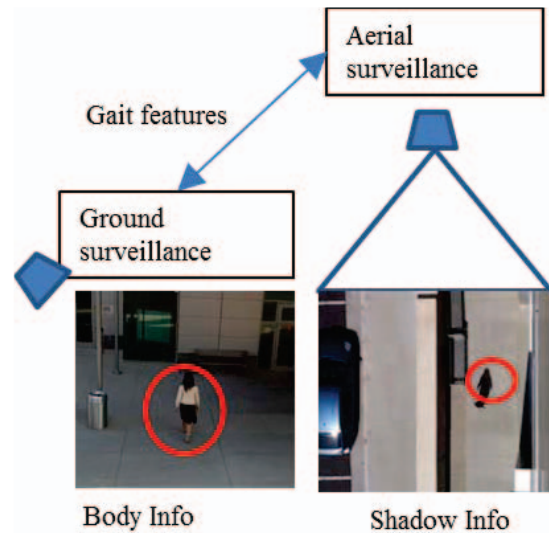 Aerial
surveillance
Gait features
Ground
surveillance
Body Info
Shadow Info